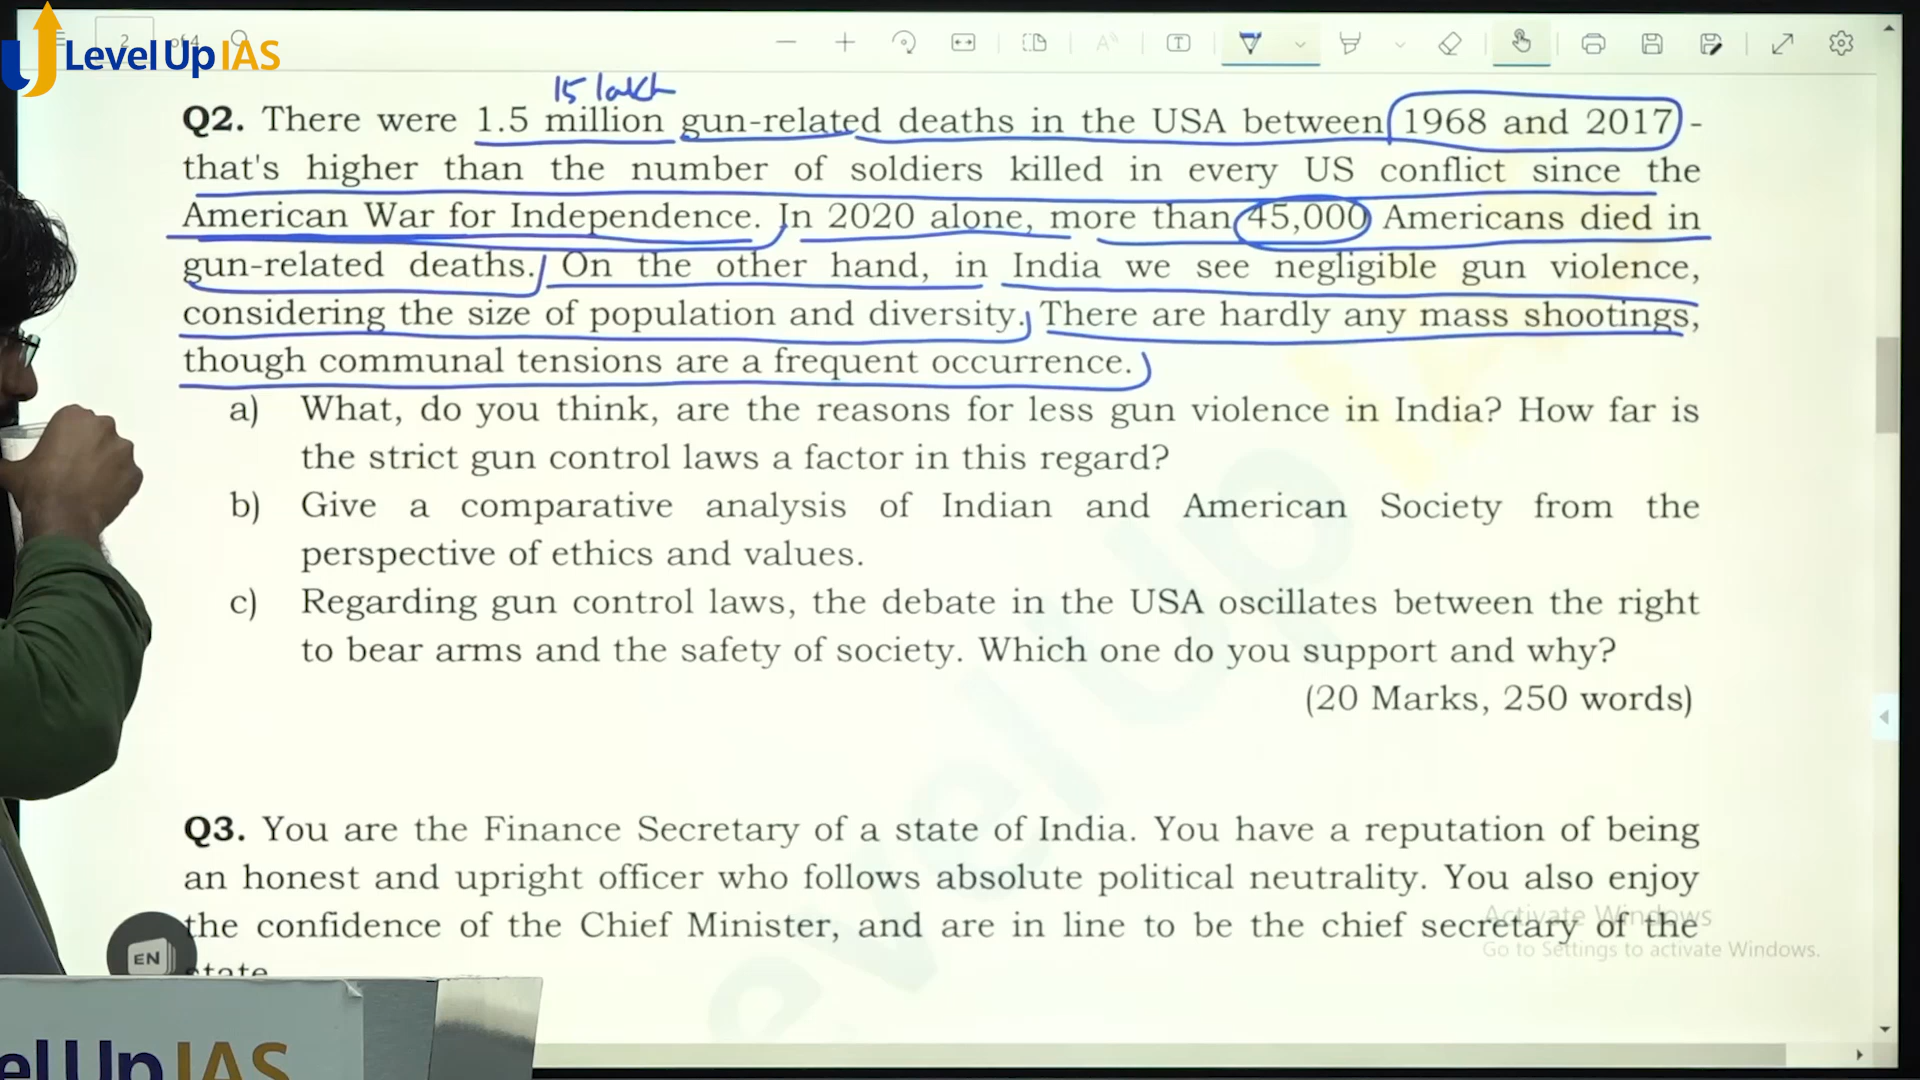 Level Up IAS
2 of 4
15 lakh
Q2. There were 1.5 million gun-related deaths in the USA between 1968 and 2017 -
that's higher than the number of soldiers killed in every US conflict since the
American War for Independence. In 2020 alone, more than 45,000 Americans died in
gun-related deaths. On the other hand, in India we see negligible gun violence,
considering the size of population and diversity. There are hardly any mass shootings,
though communal tensions are a frequent occurrence.
a) What, do you think, are the reasons for less gun violence in India? How far is
the strict gun control laws a factor in this regard?
b) Give a comparative analysis of Indian and American Society from the
perspective of ethics and values.
c) Regarding gun control laws, the debate in the USA oscillates between the right
to bear arms and the safety of society. Which one do you support and why?
(20 Marks, 250 words)
Q3. You are the Finance Secretary of a state of India. You have a reputation of being
an honest and upright officer who follows absolute political neutrality. You also enjoy
the confidence of the Chief Minister, and are in line to be the chief secretary of the
state
Activate Windows
Go to Settings to activate Windows.
EN
el Up IAS